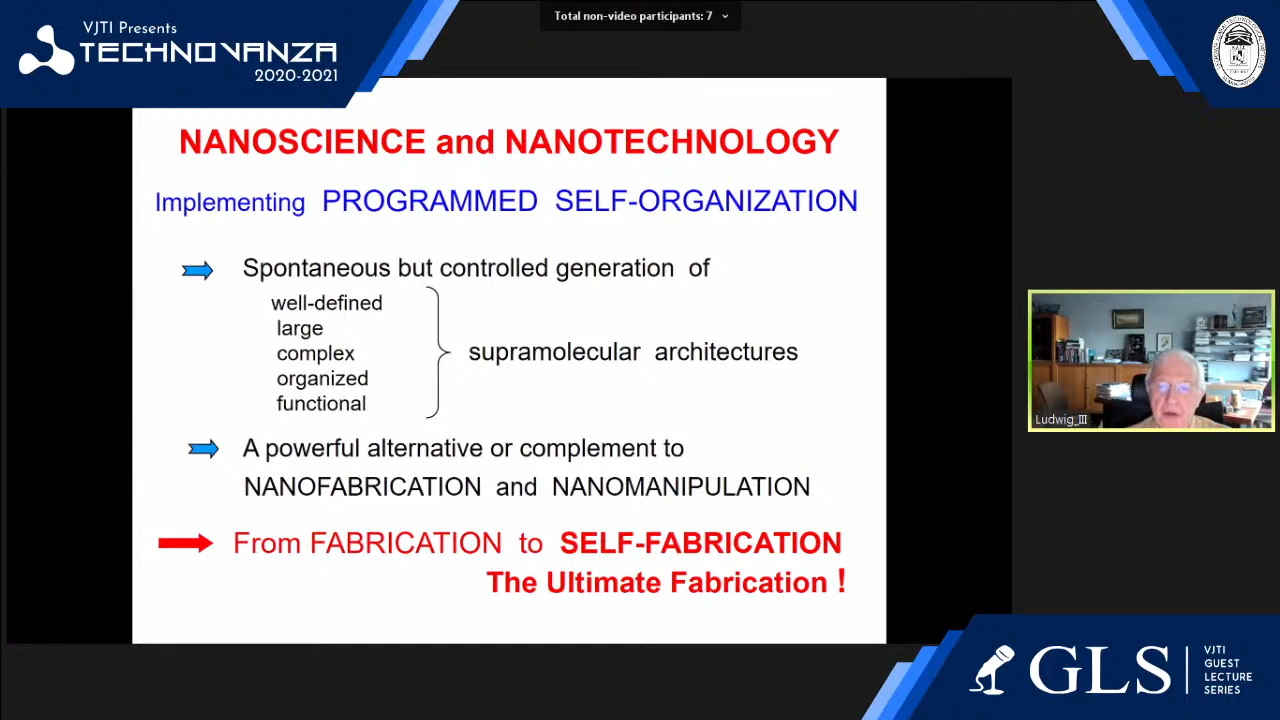 Total non-video participants: 7
VJTI Presents
TECHNOVANZA
2020-2021
NANOSCIENCE and NANOTECHNOLOGY
Implementing PROGRAMMED SELF-ORGANIZATION
Spontaneous but controlled generation of
well-defined
large
complex
organized
functional
supramolecular architectures
A powerful alternative or complement to
NANOFABRICATION and NANOMANIPULATION
From FABRICATION to SELF-FABRICATION
The Ultimate Fabrication !
Ludwig_III
GLS
VJTI
GUEST
LECTURE
SERIES